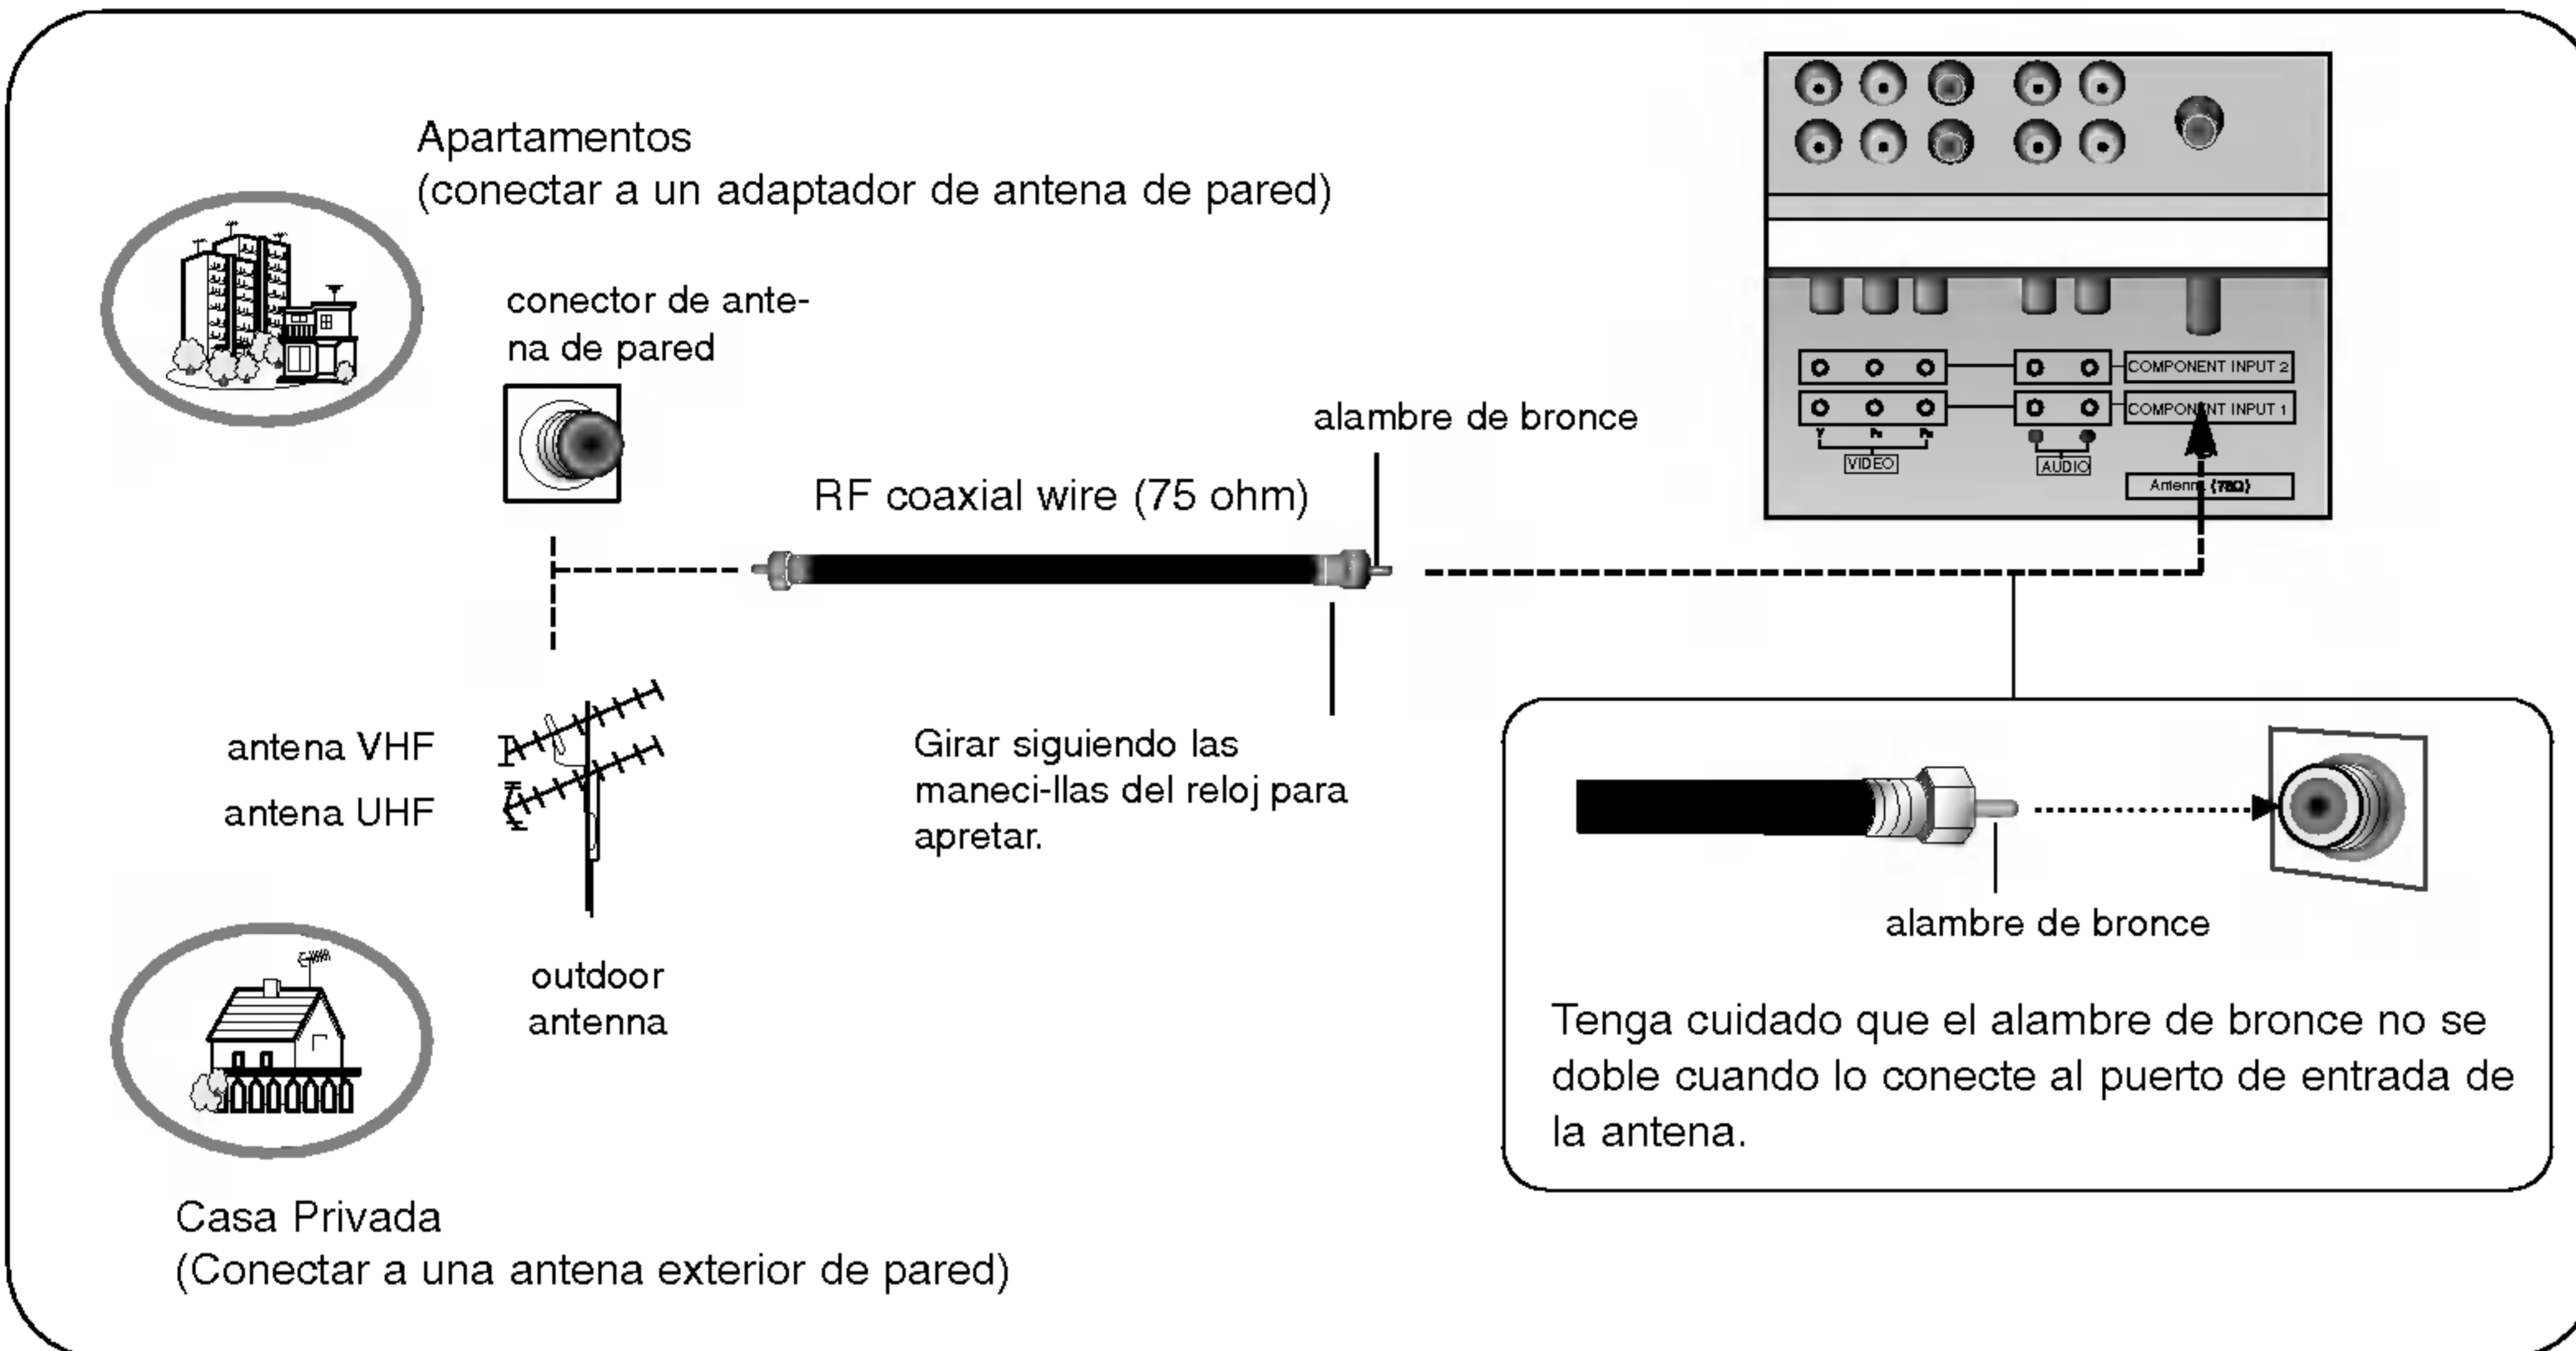 Apartamentos
(conectar a un adaptador de antena de pared)
conector de ante-
na de pared
alambre de bronce
RF coaxial wire (75 ohm)
COMPONENT INPUT 2
COMPONENT INPUT 1
Y
VIDEO
AUDIO
Antenna (75Ω)
antena VHF
antena UHF
Girar siguiendo las
maneci-llas del reloj para
apretar.
outdoor
antenna
alambre de bronce
Tenga cuidado que el alambre de bronce no se
doble cuando lo conecte al puerto de entrada de
la antena.
Casa Privada
(Conectar a una antena exterior de pared)